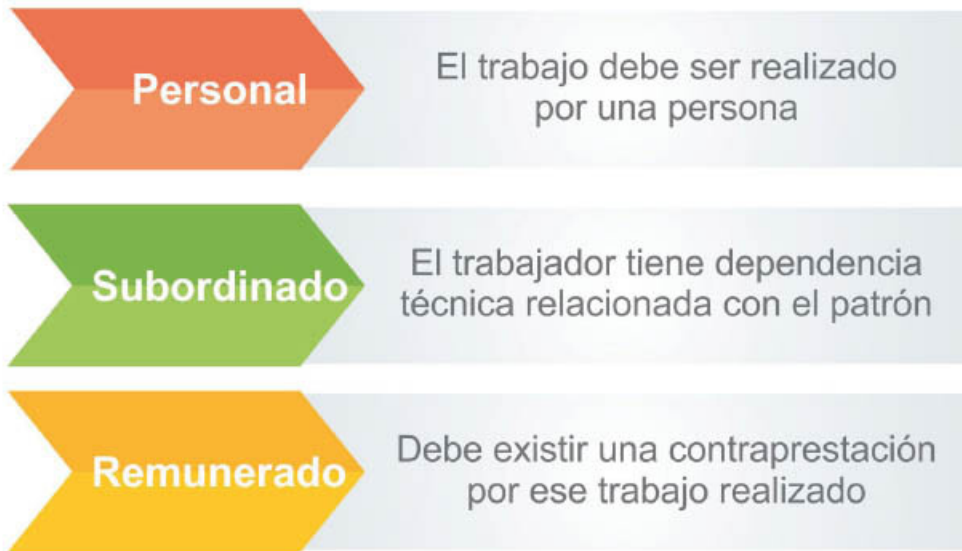 Personal
El trabajo debe ser realizado
por una persona
Subordinado
El trabajador tiene dependencia
técnica relacionada con el patrón
Remunerado
Debe existir una contraprestación
por ese trabajo realizado